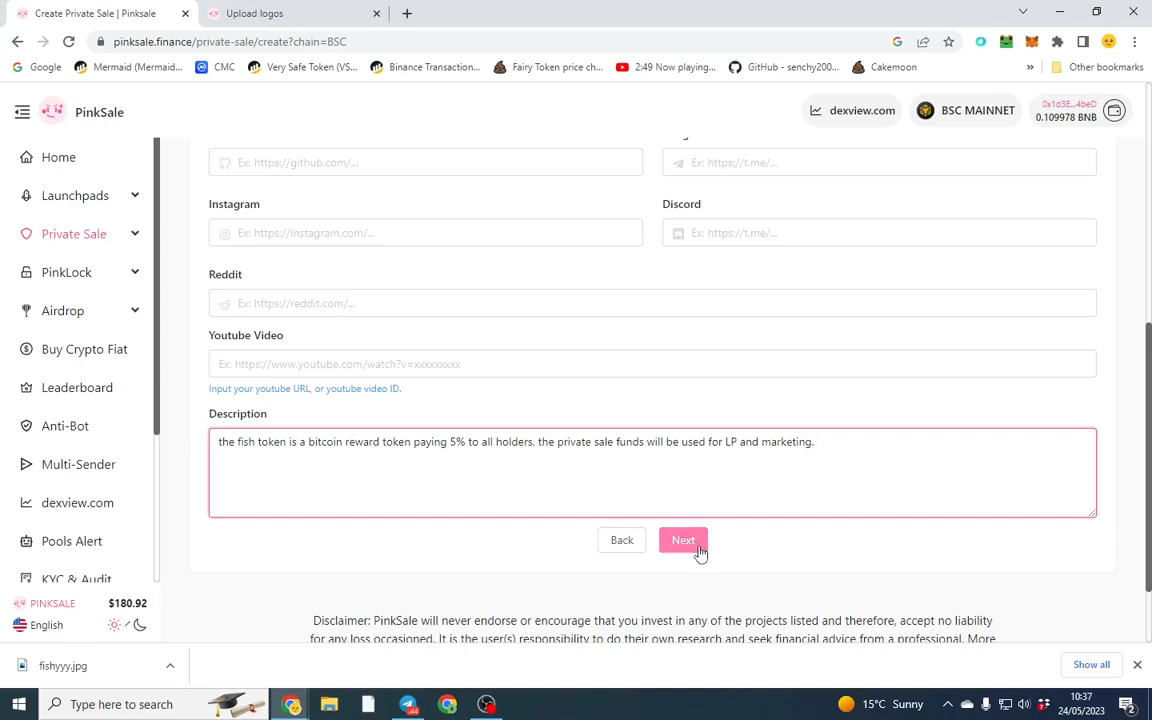 Create Private Sale | Pinksale
Upload logos
pinksale.finance/private-sale/create?chain=BSC
Google
Mermaid (Mermaid...
CMC
Very Safe Token (VS...
Binance Transaction...
Fairy Token price ch...
2:49 Now playing...
GitHub - senchy200...
Cakemoon
»
Other bookmarks
PinkSale
dexview.com
BSC MAINNET
0x1d3E...4beD
0.109978 BNB
Home
Launchpads
Private Sale
PinkLock
Airdrop
Buy Crypto Fiat
Leaderboard
Anti-Bot
Multi-Sender
dexview.com
Pools Alert
KYC & Audit
PINKSALE
$180.92
English
Ex: https://github.com/...
Ex: https://t.me/...
Instagram
Discord
Ex: https://instagram.com/...
Ex: https://t.me/...
Reddit
Ex: https://reddit.com/...
Youtube Video
Ex: https://www.youtube.com/watch?v=xxxxxxxxx
Input your youtube URL, or youtube video ID.
Description
the fish token is a bitcoin reward token paying 5% to all holders, the private sale funds will be used for LP and marketing.
Back
Next
Disclaimer: PinkSale will never endorse or encourage that you invest in any of the projects listed and therefore, accept no liability
for any loss occasioned. It is the user(s) responsibility to do their own research and seek financial advice from a professional. More
fishyyy.jpg
Show all
Type here to search
44
15°C Sunny
10:37
24/05/2023
2